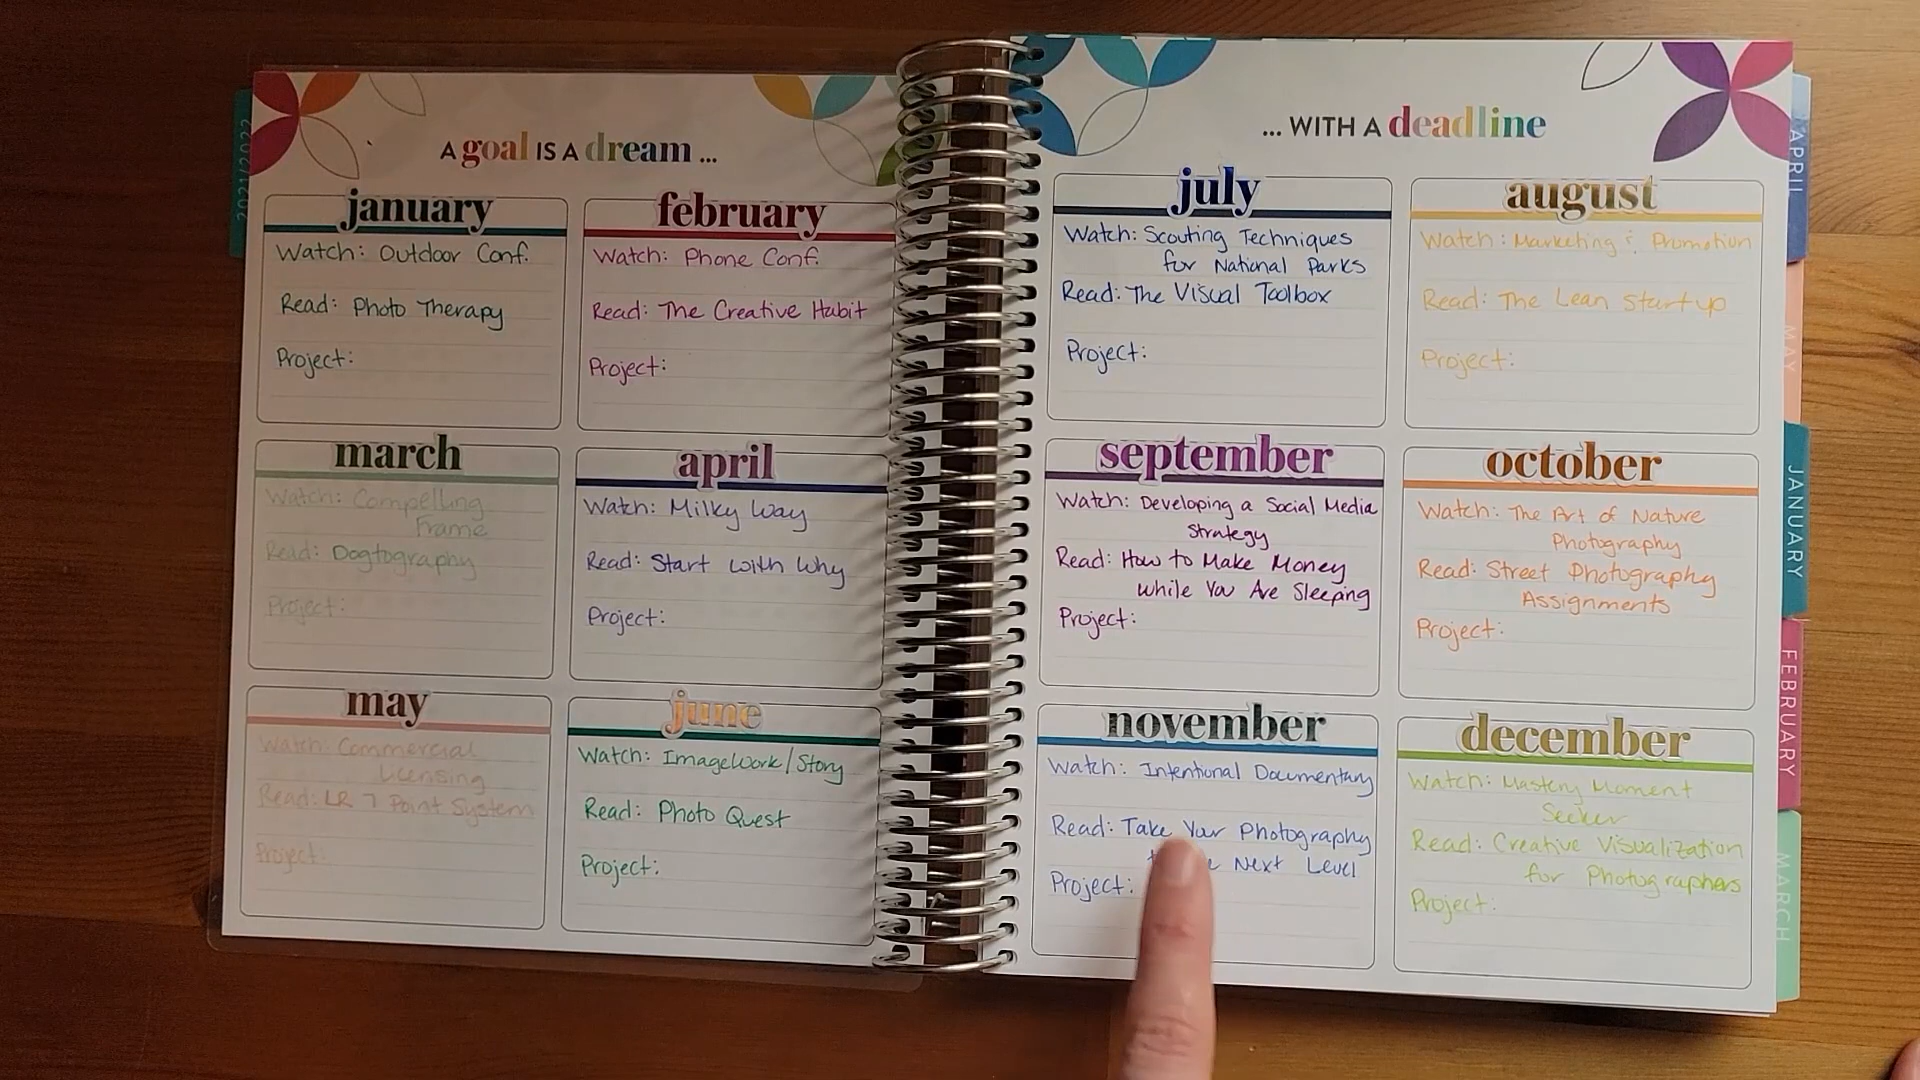 A goal IS A dream ...
january
Watch: Outdoor Conf.
Read: Photo Therapy
Project:
february
Watch: Phone Conf.
Read: The Creative Habit
Project:
march
Watch: Compelling
Frame
Read: Dogtography
Project:
april
Watch: Milky Way
Read: Start with Why
Project:
may
Watch: Commercial
Licensing
Read: LR 7 Point System
Project:
june
Watch: ImageWork/Story
Read: Photo Quest
Project:
... WITH A deadline
july
Watch: Scouting Techniques
for National Parks
Read: The Visual Toolbox
Project:
august
Watch: Marketing & Promotion
Read: The Lean Startup
Project:
september
Watch: Developing a Social Media
Strategy
Read: How to Make Money
while You Are Sleeping
Project:
october
Watch: The Art of Nature
Photography
Read: Street Photography
Assignments
Project:
november
Watch: Intentional Documentary
Read: Take Your Photography
Next Level
Project:
december
Watch: Mastery Moment
Seeker
Read: Creative Visualization
for Photographers
Project:
2021/2022
APRIL
MAY
JANUARY
FEBRUARY
MARCH